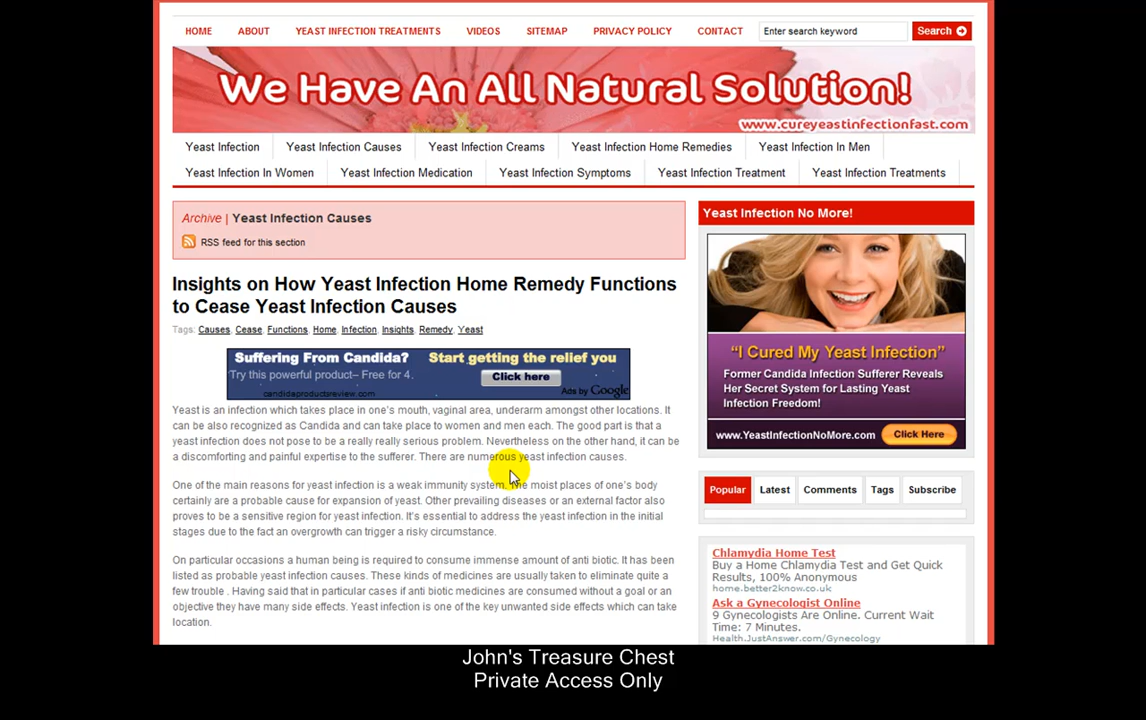 HOME ABOUT YEAST INFECTION TREATMENTS VIDEOS SITEMAP PRIVACY POLICY CONTACT Enter search keyword Search
We Have An All Natural Solution!
www.cureyeastinfectionfast.com
Yeast Infection Yeast Infection Causes Yeast Infection Creams Yeast Infection Home Remedies Yeast Infection In Men
Yeast Infection In Women Yeast Infection Medication Yeast Infection Symptoms Yeast Infection Treatment Yeast Infection Treatments
Archive | Yeast Infection Causes
RSS feed for this section
Insights on How Yeast Infection Home Remedy Functions
to Cease Yeast Infection Causes
Tags: Causes, Cease, Functions, Home, Infection, Insights, Remedy, Yeast
Suffering From Candida? Start getting the relief you
Try this powerful product– Free for 4. Click here
candidaproductsreview.com Ads by Google
Yeast is an infection which takes place in one's mouth, vaginal area, underarm amongst other locations. It
can be also recognized as Candida and can take place to women and men each. The good part is that a
yeast infection does not pose to be a really really serious problem. Nevertheless on the other hand, it can be
a discomforting and painful expertise to the sufferer. There are numerous yeast infection causes.
One of the main reasons for yeast infection is a weak immunity system. The moist places of one's body
certainly are a probable cause for expansion of yeast. Other prevailing diseases or an external factor also
proves to be a sensitive region for yeast infection. It's essential to address the yeast infection in the initial
stages due to the fact an overgrowth can trigger a risky circumstance.
On particular occasions a human being is required to consume immense amount of anti biotic. It has been
listed as probable yeast infection causes. These kinds of medicines are usually taken to eliminate quite a
few trouble . Having said that in particular cases if anti biotic medicines are consumed without a goal or an
objective they have many side effects. Yeast infection is one of the key unwanted side effects which can take
location.
Yeast Infection No More!
"I Cured My Yeast Infection"
Former Candida Infection Sufferer Reveals
Her Secret System for Lasting Yeast
Infection Freedom!
www.YeastInfectionNoMore.com Click Here
Popular Latest Comments Tags Subscribe
Chlamydia Home Test
Buy a Home Chlamydia Test and Get Quick
Results, 100% Anonymous
home.better2know.co.uk
Ask a Gynecologist Online
9 Gynecologists Are Online. Current Wait
Time: 7 Minutes.
Health.JustAnswer.com/Gynecology
John's Treasure Chest
Private Access Only